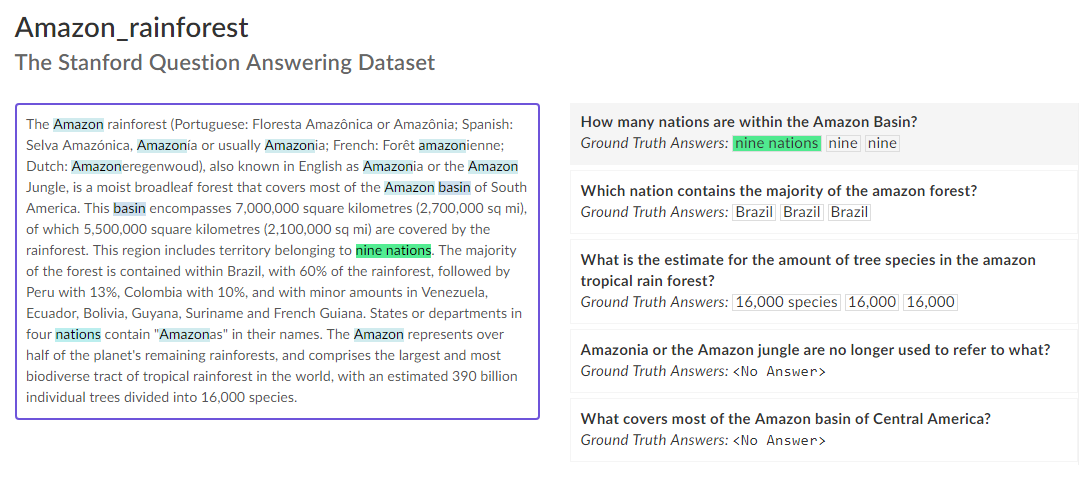 Amazon_rainforest
The Stanford Question Answering Dataset
The Amazon rainforest (Portuguese: Floresta Amazônica or Amazônia; Spanish:
Selva Amazónica, Amazonía or usually Amazonia; French: Forêt amazonienne;
Dutch: Amazoneregenwoud), also known in English as Amazonia or the Amazon
Jungle, is a moist broadleaf forest that covers most of the Amazon basin of South
America. This basin encompasses 7,000,000 square kilometres (2,700,000 sq mi),
of which 5,500,000 square kilometres (2,100,000 sq mi) are covered by the
rainforest. This region includes territory belonging to nine nations. The majority
of the forest is contained within Brazil, with 60% of the rainforest, followed by
Peru with 13%, Colombia with 10%, and with minor amounts in Venezuela,
Ecuador, Bolivia, Guyana, Suriname and French Guiana. States or departments in
four nations contain "Amazonas" in their names. The Amazon represents over
half of the planet's remaining rainforests, and comprises the largest and most
biodiverse tract of tropical rainforest in the world, with an estimated 390 billion
individual trees divided into 16,000 species.
How many nations are within the Amazon Basin?
Ground Truth Answers: nine nations nine nine
Which nation contains the majority of the amazon forest?
Ground Truth Answers: Brazil Brazil Brazil
What is the estimate for the amount of tree species in the amazon
tropical rain forest?
Ground Truth Answers: 16,000 species 16,000 16,000
Amazonia or the Amazon jungle are no longer used to refer to what?
Ground Truth Answers: <No Answer>
What covers most of the Amazon basin of Central America?
Ground Truth Answers: <No Answer>